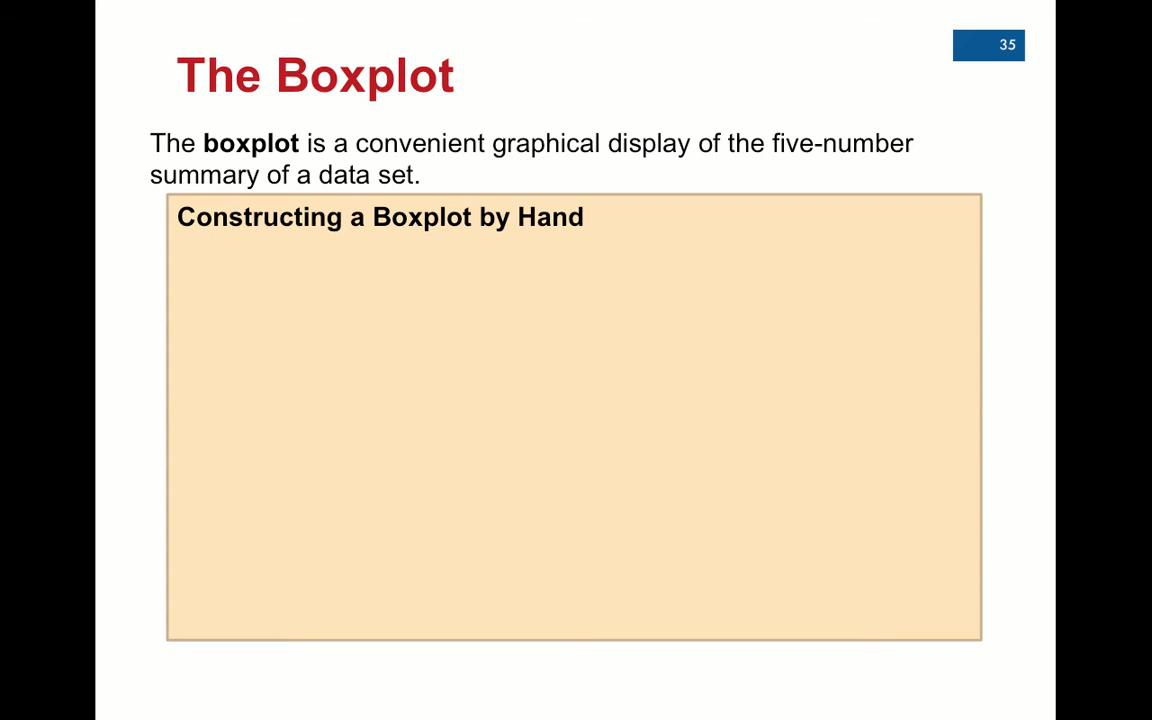 35
The Boxplot
The boxplot is a convenient graphical display of the five-number
summary of a data set.
Constructing a Boxplot by Hand